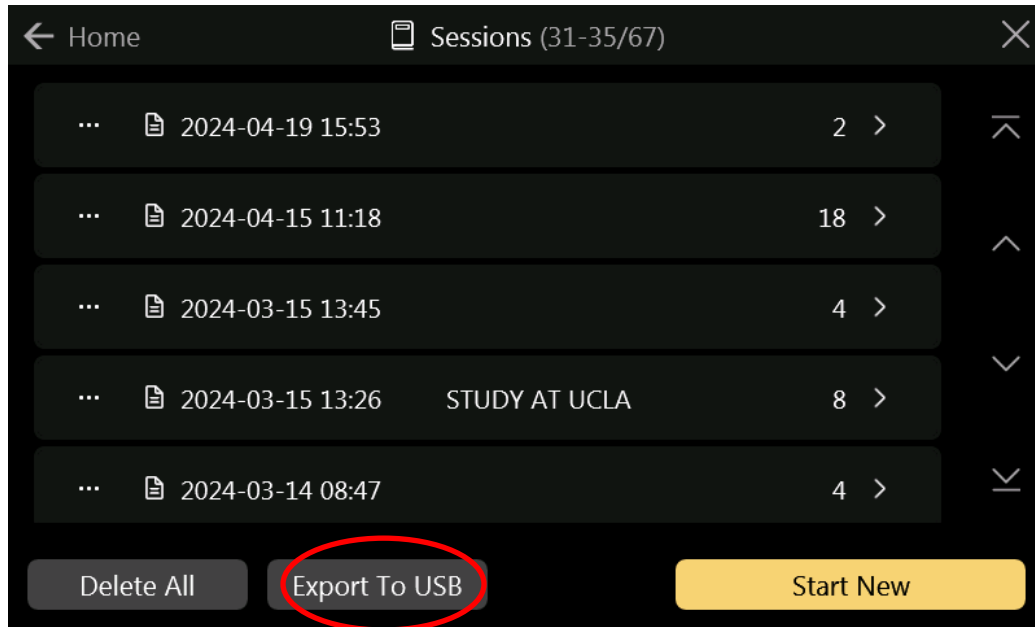 Home Sessions (31-35/67)
2024-04-19 15:53 2
2024-04-15 11:18 18
2024-03-15 13:45 4
2024-03-15 13:26 STUDY AT UCLA 8
2024-03-14 08:47 4
Delete All Export To USB Start New